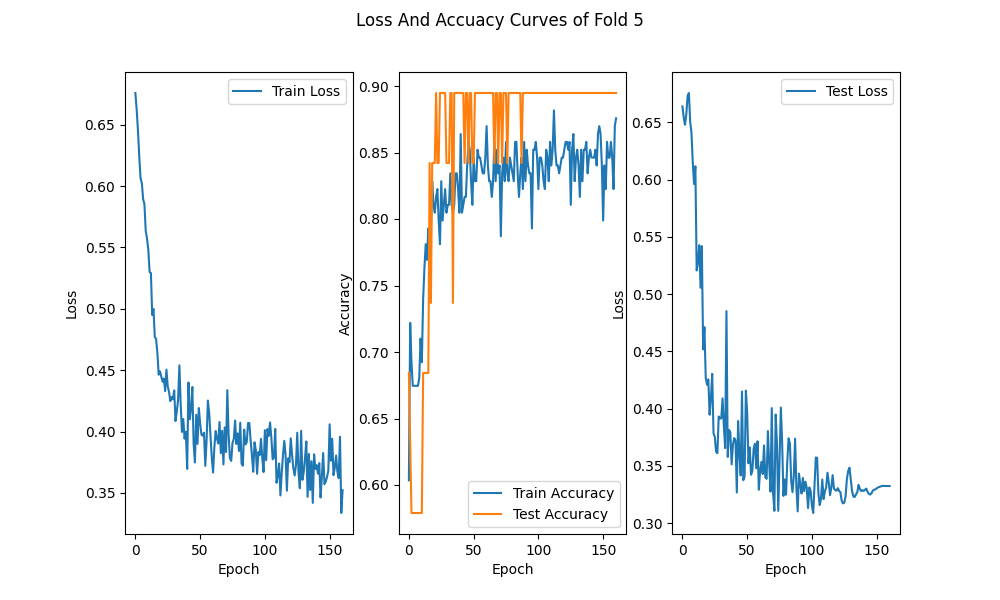 Loss And Accuacy Curves of Fold 5
Train Loss
0.65
0.60
0.55
0.50
0.45
0.40
0.35
Loss
0 50 100 150
Epoch
0.90
0.85
0.80
0.75
0.70
0.65
0.60
Accuracy
Train Accuracy
Test Accuracy
0 50 100 150
Epoch
Test Loss
0.65
0.60
0.55
0.50
0.45
0.40
0.35
0.30
Loss
0 50 100 150
Epoch